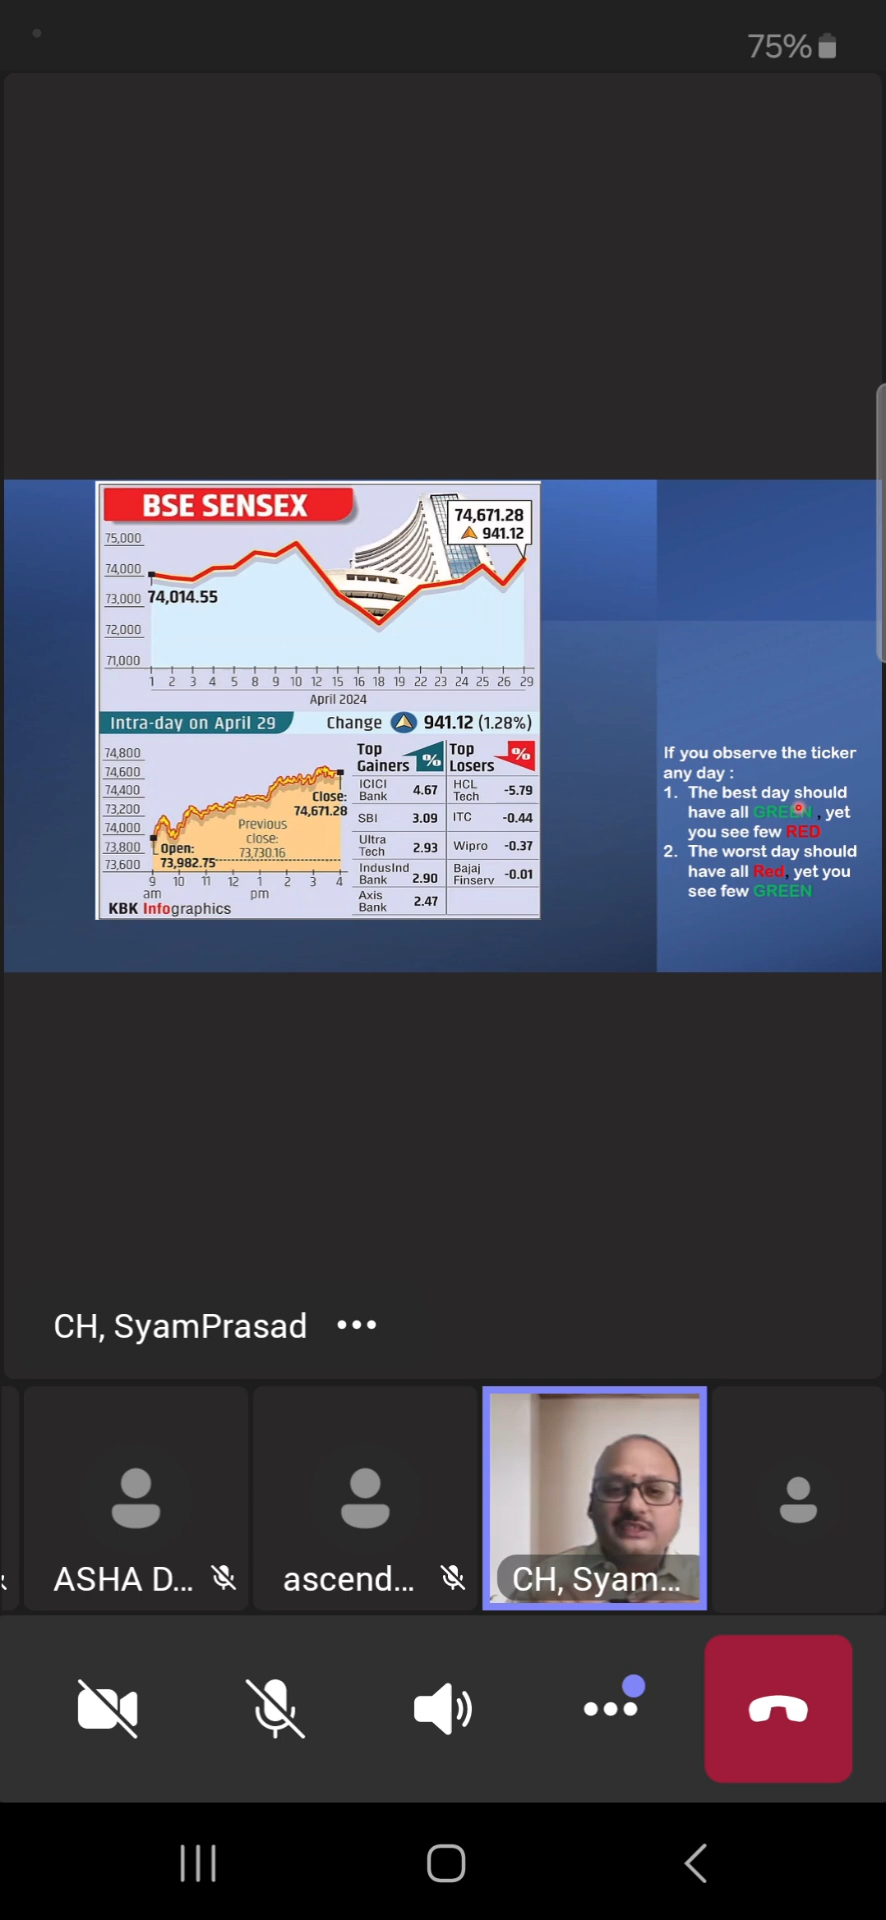 75%
BSE SENSEX
74,671.28
941.12
75,000
74,000
73,000
72,000
71,000
74,014.55
1 2 3 4 5 8 9 10 12 15 16 18 19 22 23 24 25 26 29
April 2024
Intra-day on April 29
Change 941.12 (1.28%)
74,800
74,600
74,400
73,200
74,000
73,800
73,600
Close:
74,671.28
Previous
close:
73,730.16
Open:
73,982.75
9 10 11 12 1 2 3 4
am pm
KBK Infographics
Top Gainers %
ICICI Bank 4.67
SBI 3.09
Ultra Tech 2.93
IndusInd Bank 2.90
Axis Bank 2.47
Top Losers %
HCL Tech -5.79
ITC -0.44
Wipro -0.37
Bajaj Finserv -0.01
If you observe the ticker
any day :
1. The best day should
have all GREEN , yet
you see few RED
2. The worst day should
have all Red, yet you
see few GREEN
CH, SyamPrasad
ASHA D...
ascend...
CH, Syam...